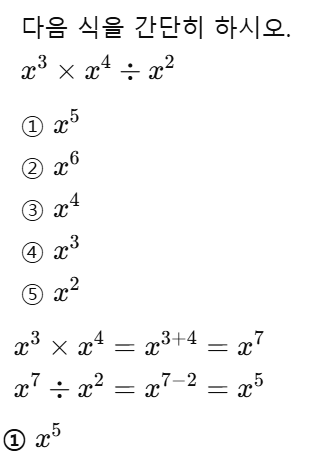 다음 식을 간단히 하시오.
x³ × x⁴ ÷ x²
① x⁵
② x⁶
③ x⁴
④ x³
⑤ x²
x³ × x⁴ = x³⁺⁴ = x⁷
x⁷ ÷ x² = x⁷⁻² = x⁵
① x⁵